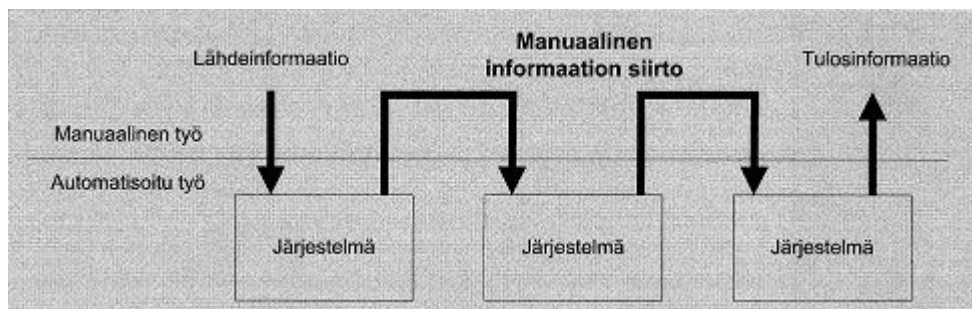 Manuaalinen
informaation siirto
Lähdeinformaatio
Tulosinformaatio
Manuaalinen työ
Automatisoitu työ
Järjestelmä
Järjestelmä
Järjestelmä